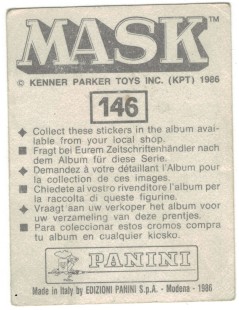 MASK™
© KENNER PARKER TOYS INC. (KPT) 1986
146
◆ Collect these stickers in the album avai-
lable from your local shop.
■ Fragt bei Eurem Zeitschriftenhändler nach
dem Album für diese Serie.
◆ Demandez à votre détaillant l'Album pour
la collection de ces images.
■ Chiedete al vostro rivenditore l'album per
la raccolta di queste figurine.
◆ Vraagt aan uw verkoper het album voor
uw verzameling van deze prentjes.
■ Para coleccionar estos cromos compra
tu album en cualquier kiosko.
PANINI
Made in Italy by EDIZIONI PANINI S.p.A. - Modena - 1986